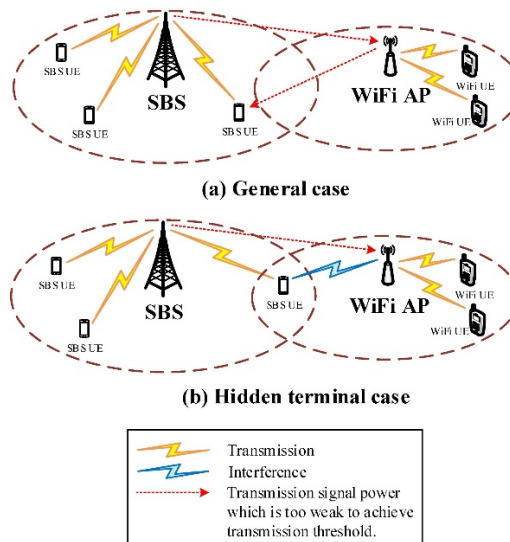 SBS UE
SBS UE
SBS
SBS UE
WiFi AP
WiFi UE
WiFi UE
(a) General case
SBS UE
SBS UE
SBS
SBS UE
WiFi AP
WiFi UE
WiFi UE
(b) Hidden terminal case
Transmission
Interference
Transmission signal power
which is too weak to achieve
transmission threshold.